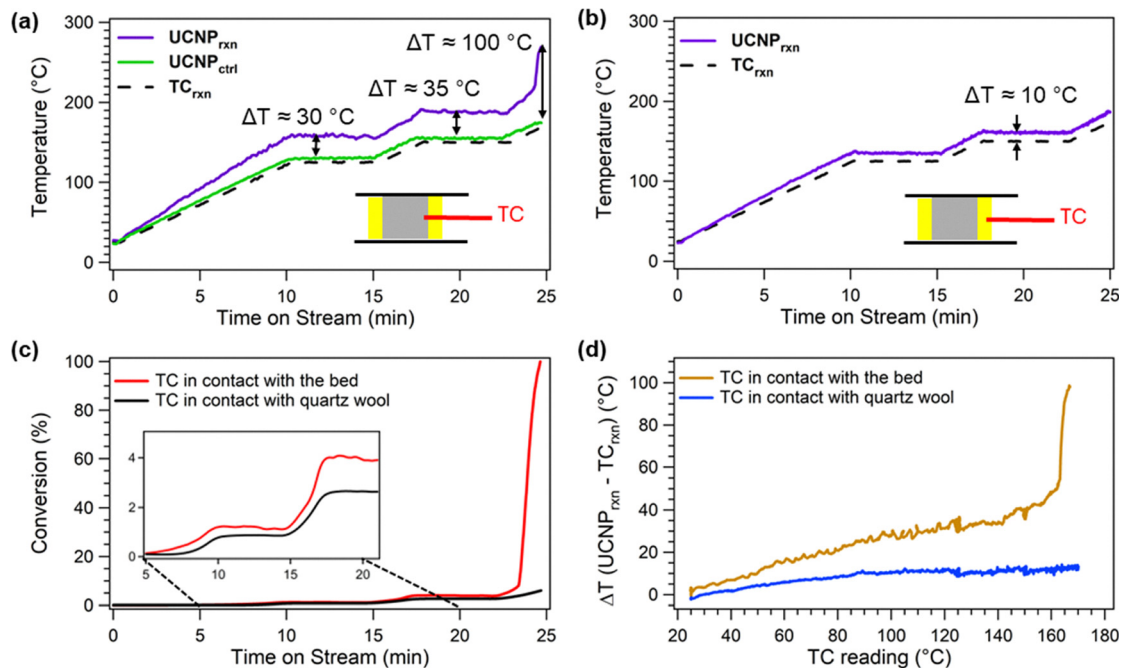 (a)
300
200
100
0
Temperature (°C)
UCNPrxn
UCNPctrl
TCrxn
ΔT ≈ 100 °C
ΔT ≈ 35 °C
ΔT ≈ 30 °C
TC
0 5 10 15 20 25
Time on Stream (min)
(b)
300
200
100
0
Temperature (°C)
UCNPrxn
TCrxn
ΔT ≈ 10 °C
TC
0 5 10 15 20 25
Time on Stream (min)
(c)
100
80
60
40
20
0
Conversion (%)
TC in contact with the bed
TC in contact with quartz wool
4
2
0
5 10 15 20
0 5 10 15 20 25
Time on Stream (min)
(d)
100
80
60
40
20
0
ΔT (UCNPrxn - TCrxn) (°C)
TC in contact with the bed
TC in contact with quartz wool
20 40 60 80 100 120 140 160 180
TC reading (°C)